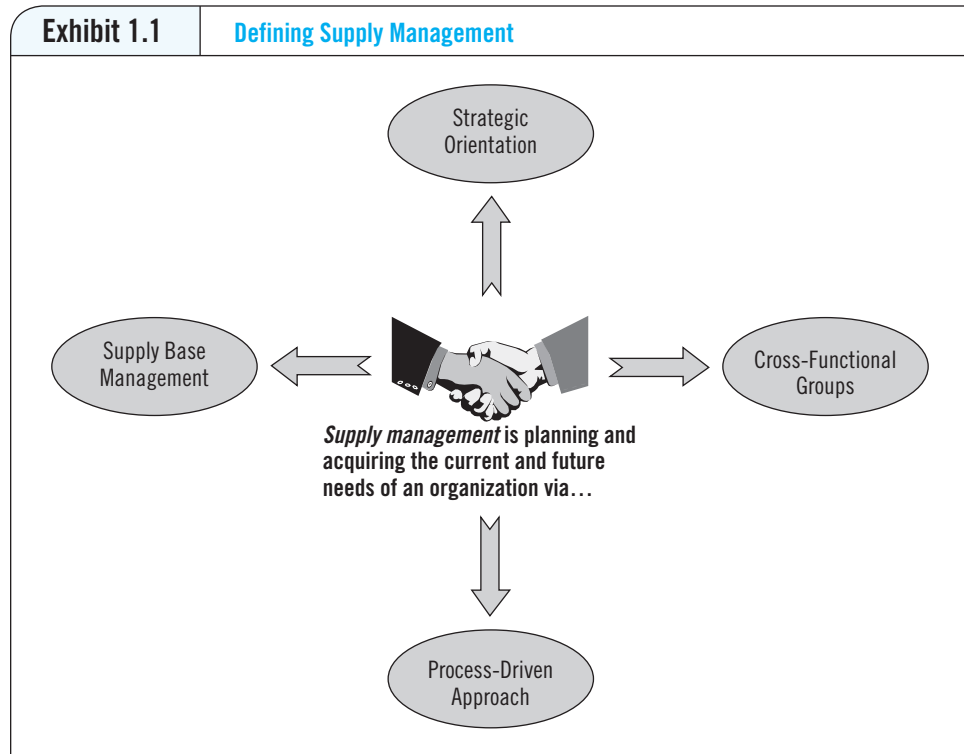 Exhibit 1.1
Defining Supply Management
Strategic
Orientation
Supply Base
Management
Cross-Functional
Groups
Supply management is planning and
acquiring the current and future
needs of an organization via…
Process-Driven
Approach